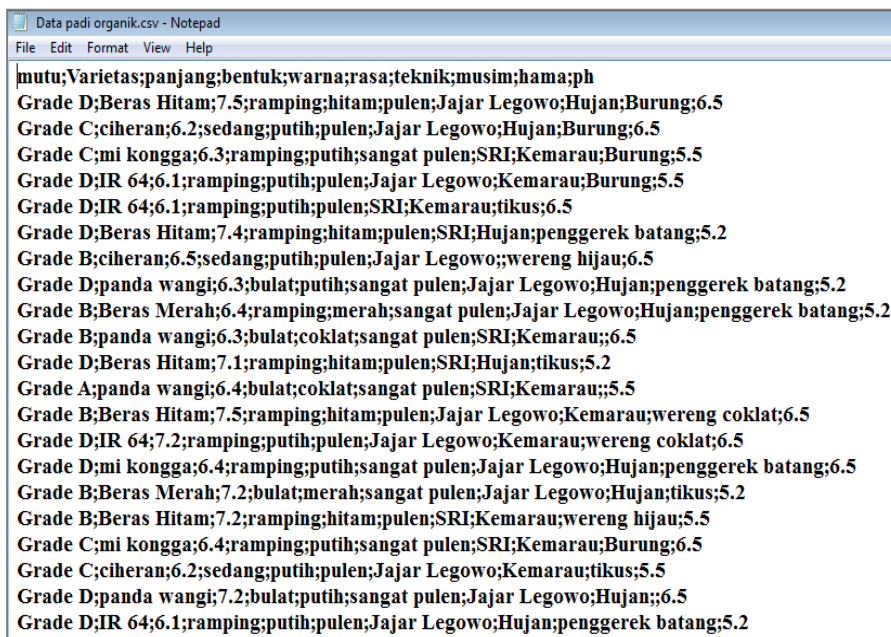 Data padi organik.csv - Notepad
File Edit Format View Help
mutu;Varietas;panjang;bentuk;warna;rasa;teknik;musim;hama;ph
Grade D;Beras Hitam;7.5;ramping;hitam;pulen;Jajar Legowo;Hujan;Burung;6.5
Grade C;ciheran;6.2;sedang;putih;pulen;Jajar Legowo;Hujan;Burung;6.5
Grade C;mi kongga;6.3;ramping;putih;sangat pulen;SRI;Kemarau;Burung;5.5
Grade D;IR 64;6.1;ramping;putih;pulen;Jajar Legowo;Kemarau;Burung;5.5
Grade D;IR 64;6.1;ramping;putih;pulen;SRI;Kemarau;tikus;6.5
Grade D;Beras Hitam;7.4;ramping;hitam;pulen;SRI;Hujan;penggerek batang;5.2
Grade B;ciheran;6.5;sedang;putih;pulen;Jajar Legowo;;wereng hijau;6.5
Grade D;panda wangi;6.3;bulat;putih;sangat pulen;Jajar Legowo;Hujan;penggerek batang;5.2
Grade B;Beras Merah;6.4;ramping;merah;sangat pulen;Jajar Legowo;Hujan;penggerek batang;5.2
Grade B;panda wangi;6.3;bulat;coklat;sangat pulen;SRI;Kemarau;;6.5
Grade D;Beras Hitam;7.1;ramping;hitam;pulen;SRI;Hujan;tikus;5.2
Grade A;panda wangi;6.4;bulat;coklat;sangat pulen;SRI;Kemarau;;5.5
Grade B;Beras Hitam;7.5;ramping;hitam;pulen;Jajar Legowo;Kemarau;wereng coklat;6.5
Grade D;IR 64;7.2;ramping;putih;pulen;Jajar Legowo;Kemarau;wereng coklat;6.5
Grade D;mi kongga;6.4;ramping;putih;sangat pulen;Jajar Legowo;Hujan;penggerek batang;6.5
Grade B;Beras Merah;7.2;bulat;merah;sangat pulen;Jajar Legowo;Hujan;tikus;5.2
Grade B;Beras Hitam;7.2;ramping;hitam;pulen;SRI;Kemarau;wereng hijau;5.5
Grade C;mi kongga;6.4;ramping;putih;sangat pulen;SRI;Kemarau;Burung;6.5
Grade C;ciheran;6.2;sedang;putih;pulen;Jajar Legowo;Kemarau;tikus;5.5
Grade D;panda wangi;7.2;bulat;putih;sangat pulen;Jajar Legowo;Hujan;;6.5
Grade D;IR 64;6.1;ramping;putih;pulen;Jajar Legowo;Hujan;penggerek batang;5.2